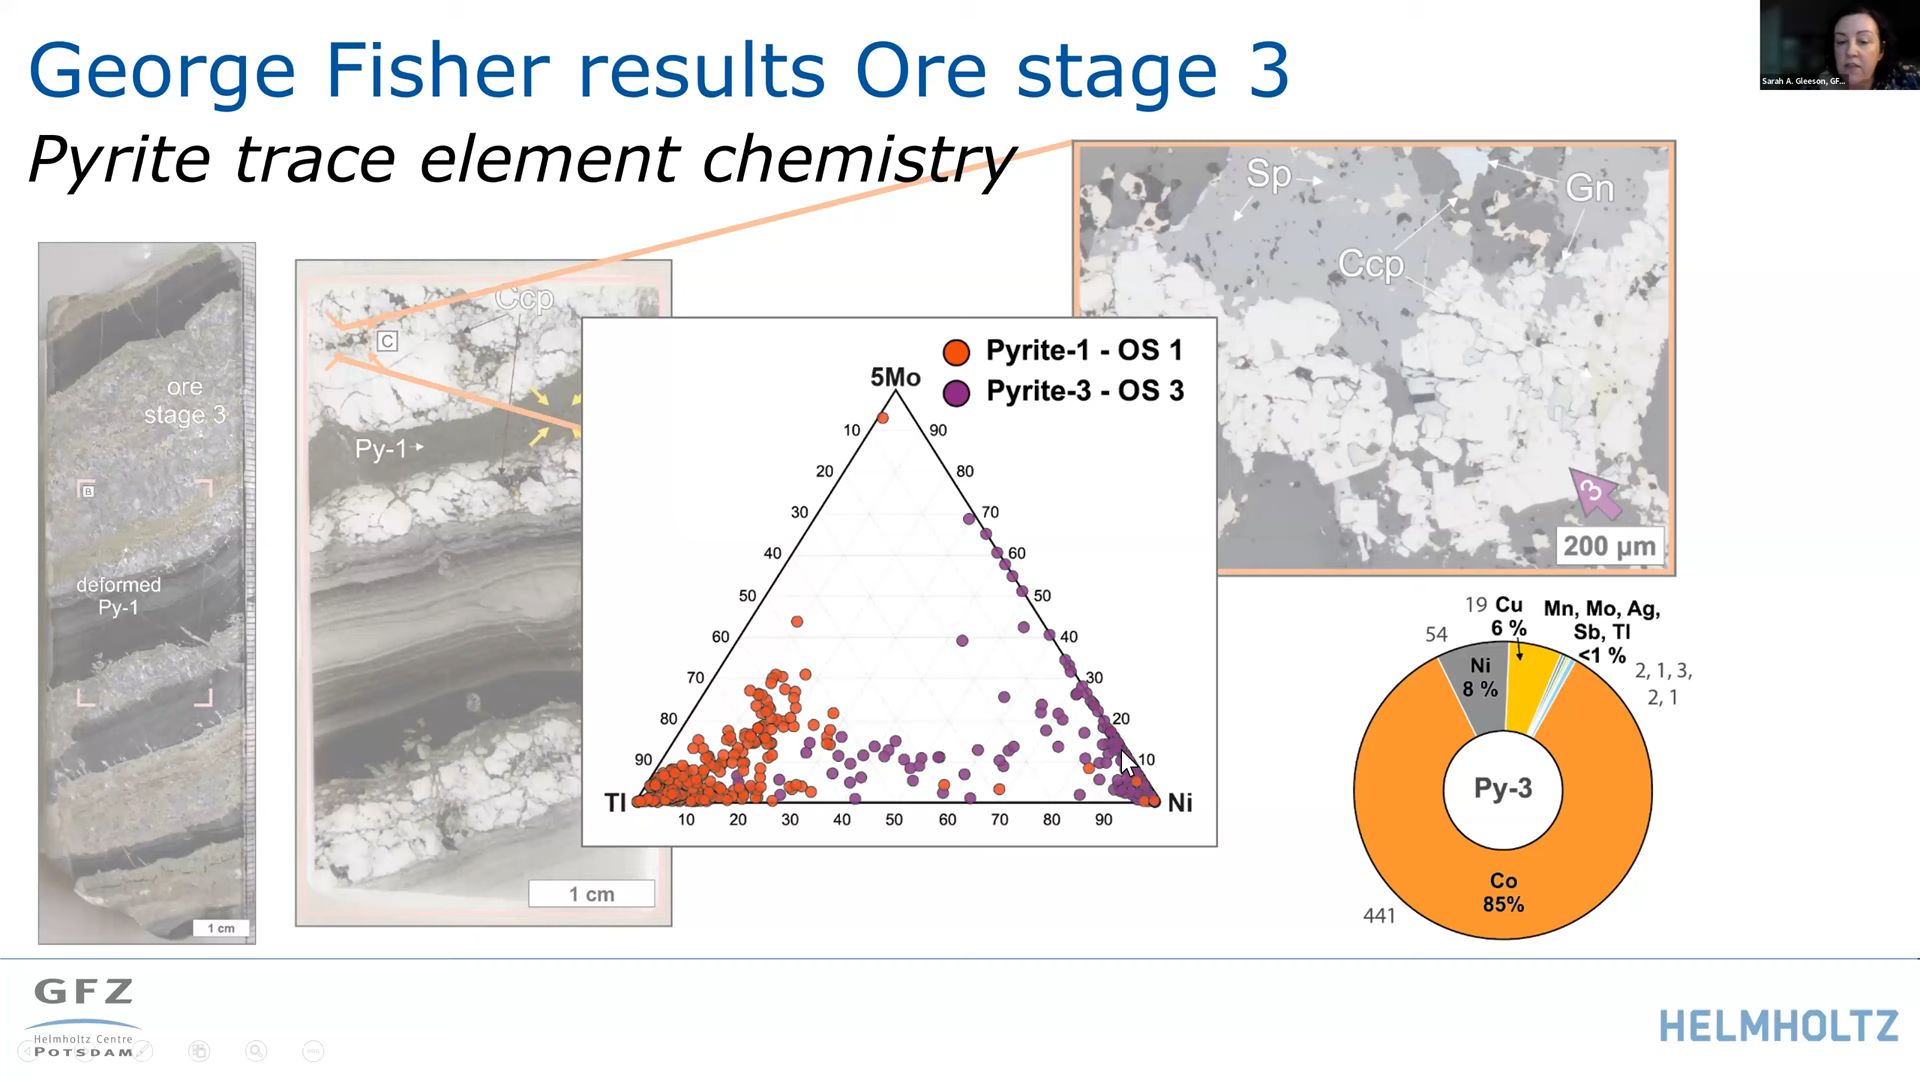 George Fisher results Ore stage 3
Pyrite trace element chemistry
Sarah A. Gleeson, GF...
ore
stage 3
B
deformed
Py-1
1 cm
Ccp
C
Py-1
1 cm
Pyrite-1 - OS 1
Pyrite-3 - OS 3
5Mo
10 90
20 80
30 70
40 60
50 50
60 40
70 30
80 20
90 10
Tl Ni
10 20 30 40 50 60 70 80 90
Sp
Gn
Ccp
3
200 µm
19 Cu
6 %
Mn, Mo, Ag,
Sb, Tl
<1 %
2, 1, 3,
2, 1
54
Ni
8 %
Py-3
Co
85%
441
GFZ
Helmholtz Centre
POTSDAM
HELMHOLTZ